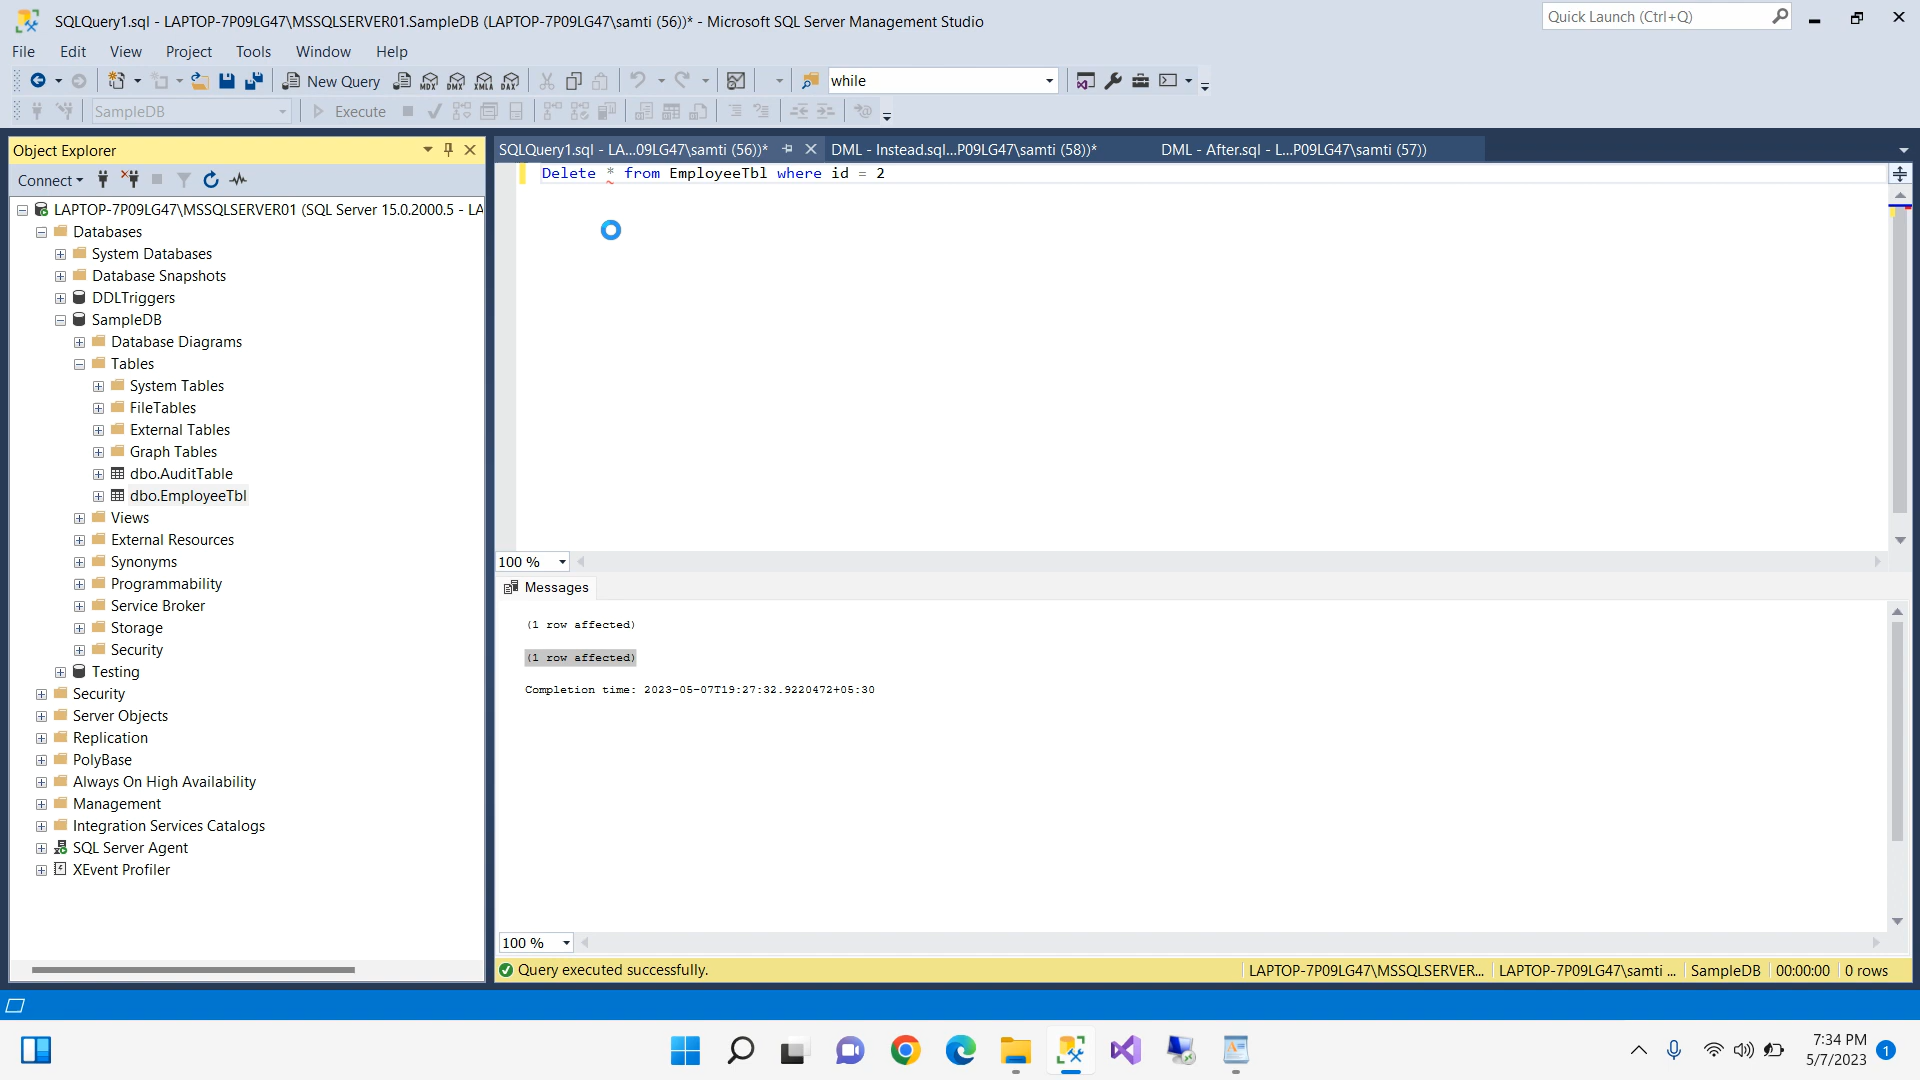 SQLQuery1.sql - LAPTOP-7P09LG47\MSSQLSERVER01.SampleDB (LAPTOP-7P09LG47\samti (56))* - Microsoft SQL Server Management Studio
Quick Launch (Ctrl+Q)
File Edit View Project Tools Window Help
New Query MDX DMX XMLA DAX while
SampleDB Execute
Object Explorer
SQLQuery1.sql - LA...09LG47\samti (56))* DML - Instead.sql...P09LG47\samti (58))* DML - After.sql - L...P09LG47\samti (57))
Connect
Delete * from EmployeeTbl where id = 2
LAPTOP-7P09LG47\MSSQLSERVER01 (SQL Server 15.0.2000.5 - LA
Databases
System Databases
Database Snapshots
DDLTriggers
SampleDB
Database Diagrams
Tables
System Tables
FileTables
External Tables
Graph Tables
dbo.AuditTable
dbo.EmployeeTbl
Views
External Resources
Synonyms
Programmability
Service Broker
Storage
Security
Testing
Security
Server Objects
Replication
PolyBase
Always On High Availability
Management
Integration Services Catalogs
SQL Server Agent
XEvent Profiler
100 %
Messages
(1 row affected)
(1 row affected)
Completion time: 2023-05-07T19:27:32.9220472+05:30
100 %
Query executed successfully. LAPTOP-7P09LG47\MSSQLSERVER... LAPTOP-7P09LG47\samti ... SampleDB 00:00:00 0 rows
7:34 PM
5/7/2023
1